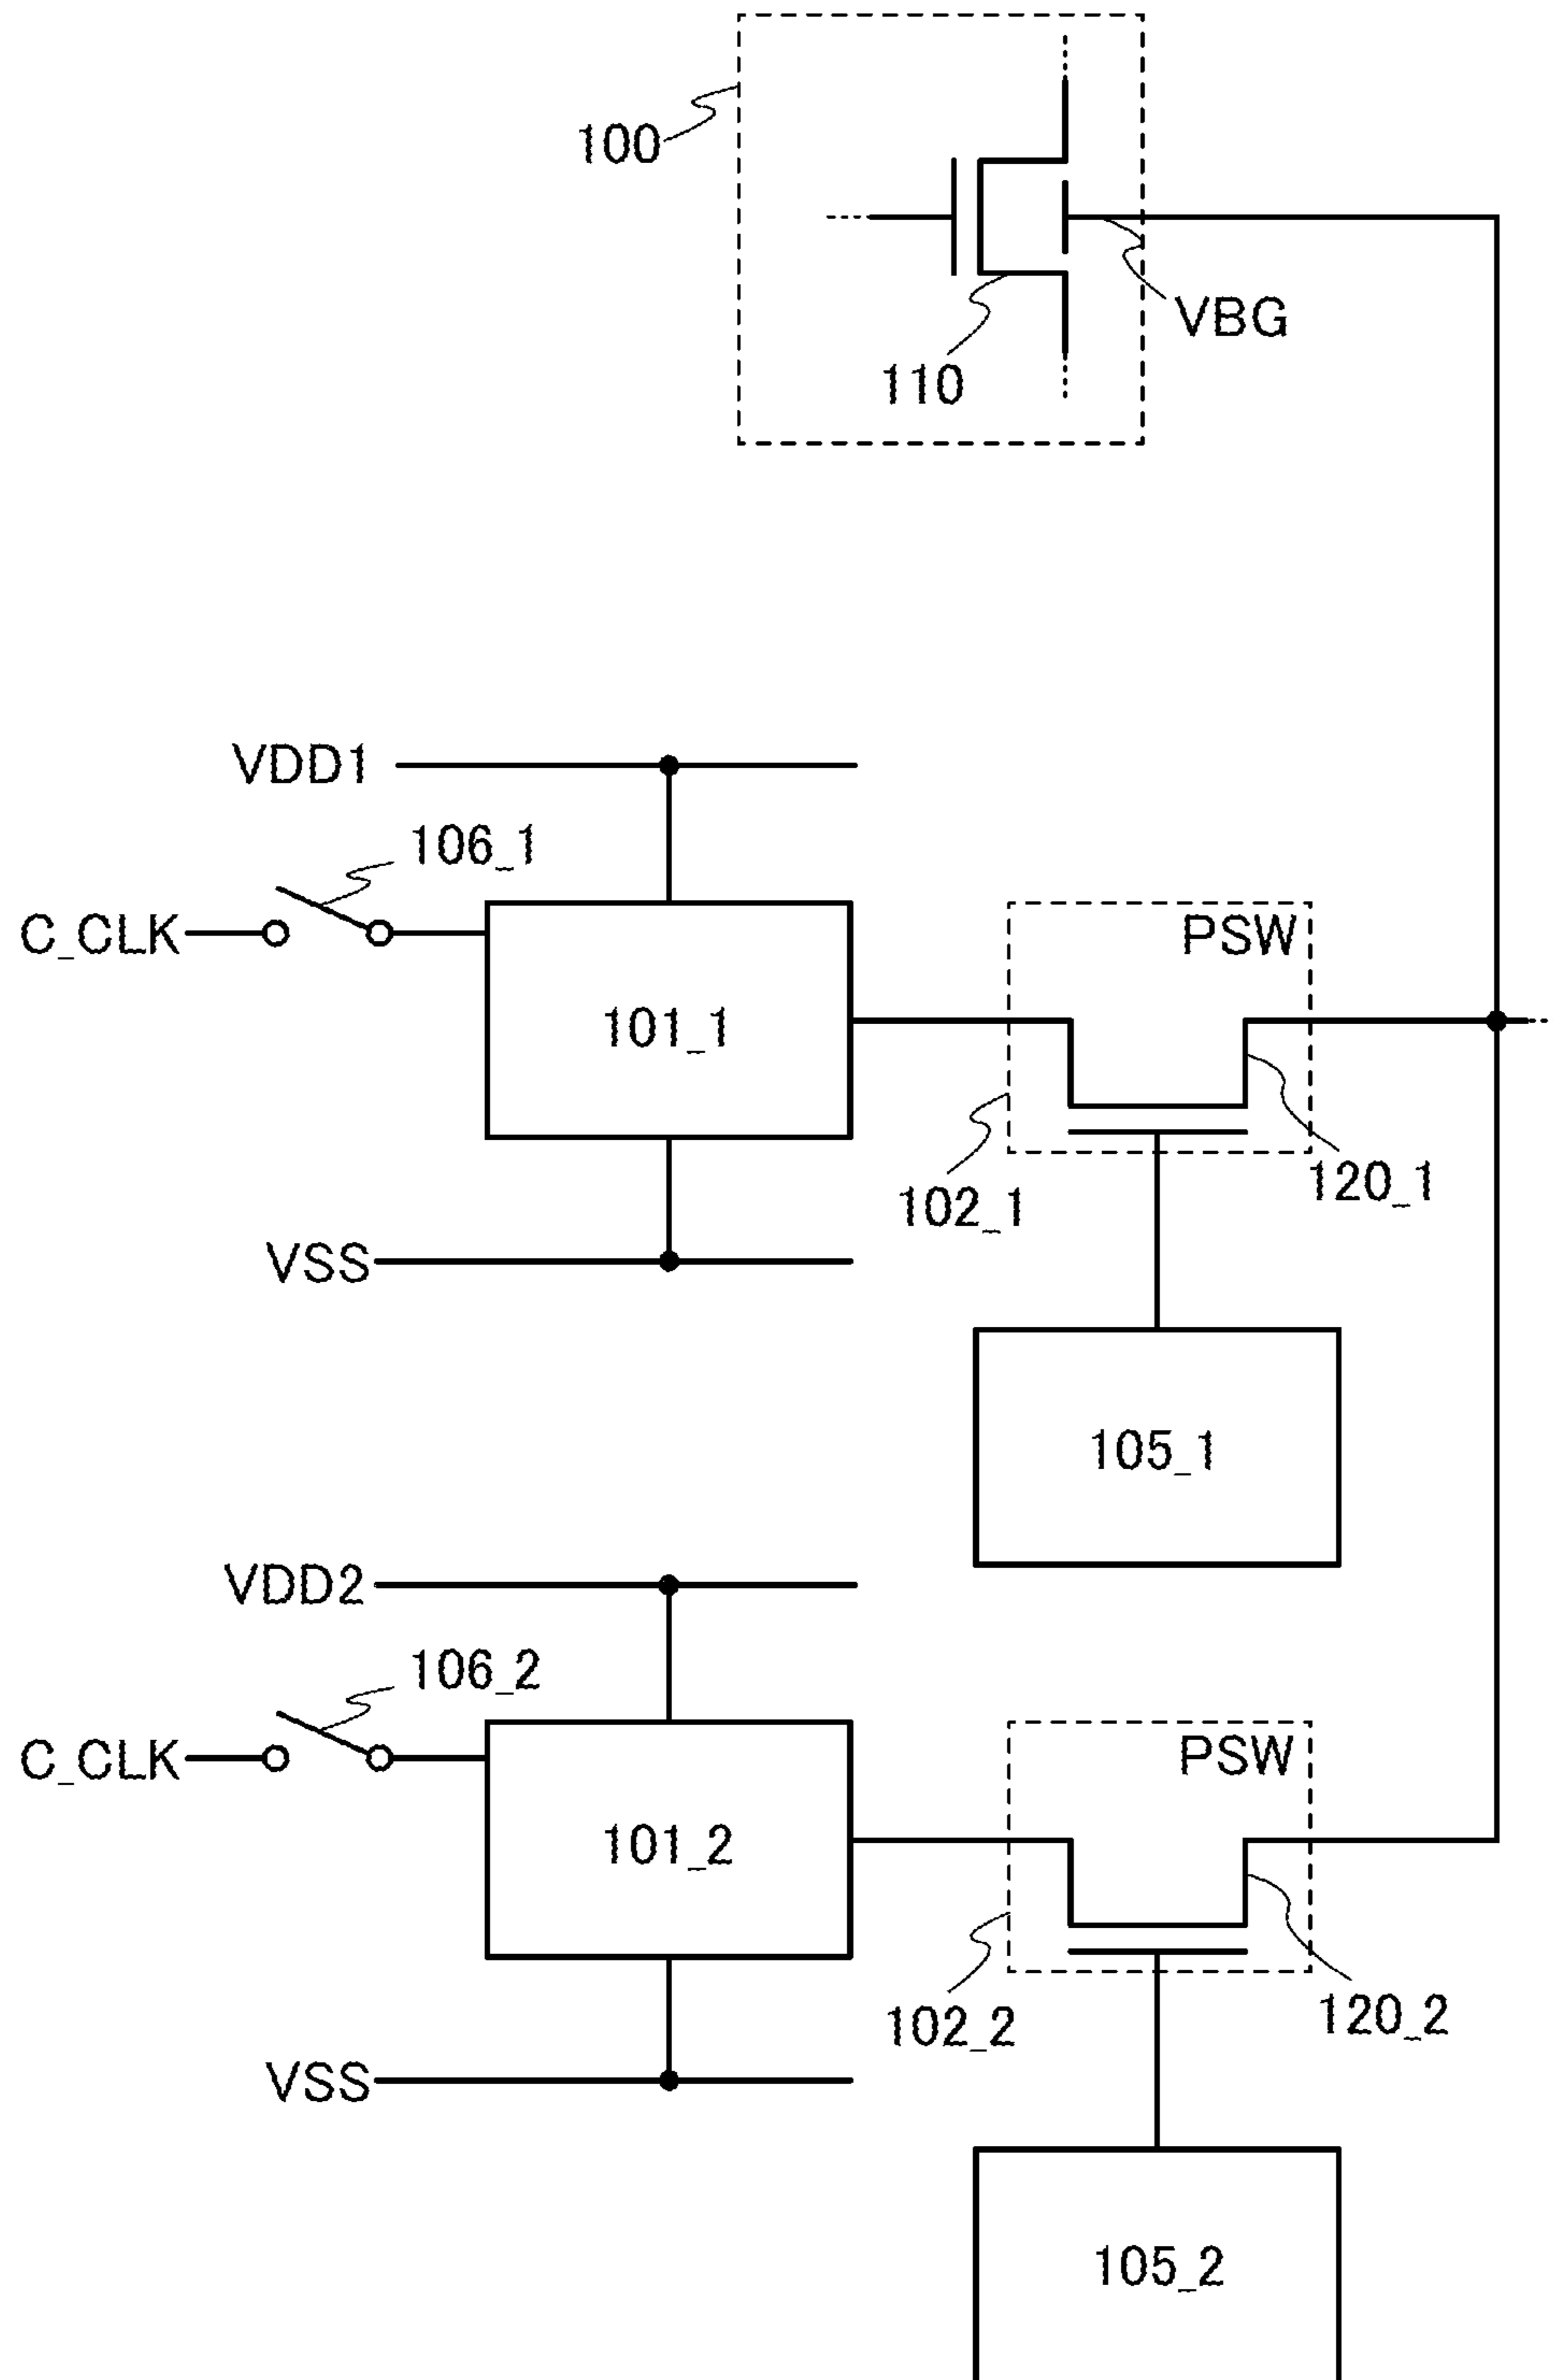 100
VBG
110
VDD1
106_1
C_CLK
PSW
101_1
120_1
102_1
VSS
105_1
VDD2
106_2
C_CLK
PSW
101_2
120_2
102_2
VSS
105_2